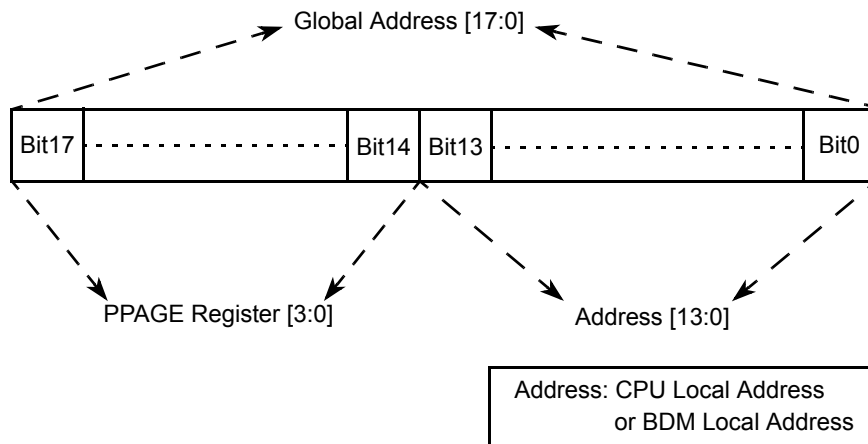 Global Address [17:0]
Bit17 Bit14 Bit13 Bit0
PPAGE Register [3:0] Address [13:0]
Address: CPU Local Address
or BDM Local Address